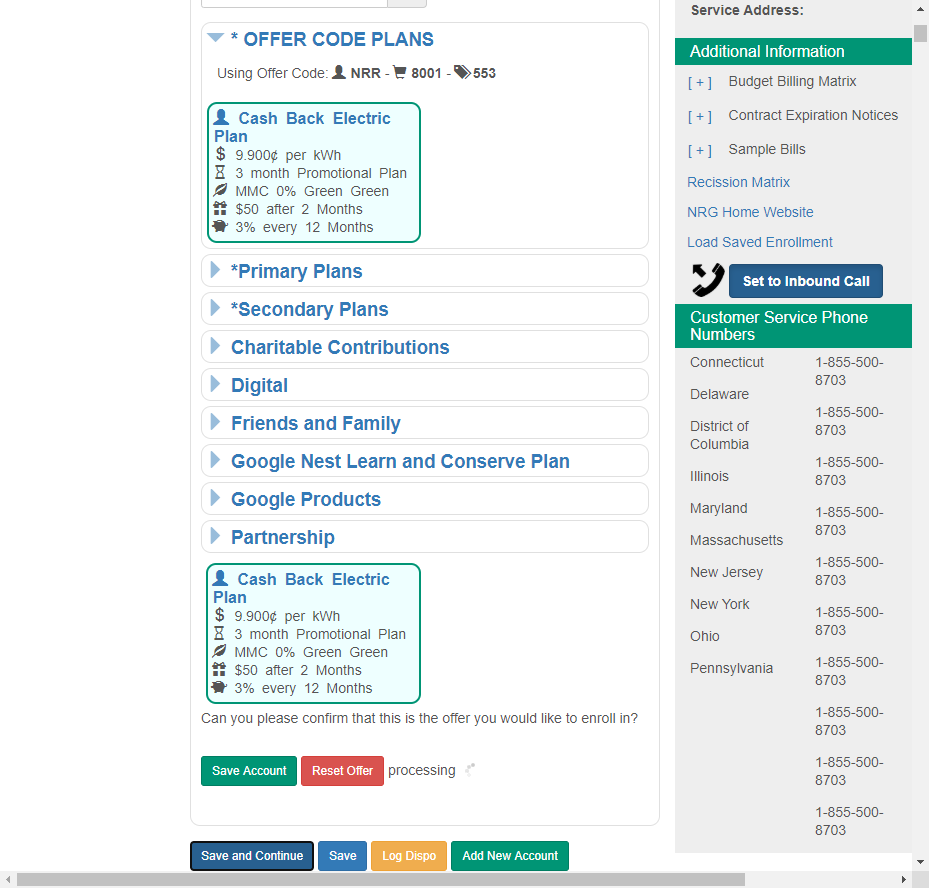 * OFFER CODE PLANS
Using Offer Code: NRR - 8001 - 553
Cash Back Electric
Plan
$ 9.900¢ per kWh
3 month Promotional Plan
MMC 0% Green Green
$50 after 2 Months
3% every 12 Months
*Primary Plans
*Secondary Plans
Charitable Contributions
Digital
Friends and Family
Google Nest Learn and Conserve Plan
Google Products
Partnership
Cash Back Electric
Plan
$ 9.900¢ per kWh
3 month Promotional Plan
MMC 0% Green Green
$50 after 2 Months
3% every 12 Months
Can you please confirm that this is the offer you would like to enroll in?
Save Account Reset Offer processing
Save and Continue Save Log Dispo Add New Account
Service Address:
Additional Information
[ + ] Budget Billing Matrix
[ + ] Contract Expiration Notices
[ + ] Sample Bills
Recission Matrix
NRG Home Website
Load Saved Enrollment
Set to Inbound Call
Customer Service Phone
Numbers
Connecticut
Delaware
District of
Columbia
Illinois
Maryland
Massachusetts
New Jersey
New York
Ohio
Pennsylvania
1-855-500-
8703
1-855-500-
8703
1-855-500-
8703
1-855-500-
8703
1-855-500-
8703
1-855-500-
8703
1-855-500-
8703
1-855-500-
8703
1-855-500-
8703
1-855-500-
8703